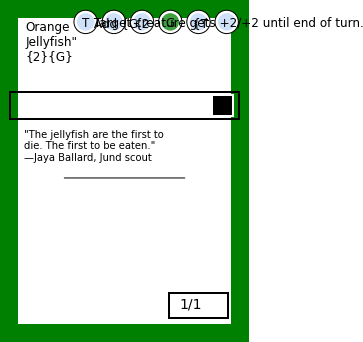 Orange
Jellyfish"
{2}{G}
Target creature gets +2/+2 until end of turn.
"The jellyfish are the first to
die. The first to be eaten."
—Jaya Ballard, Jund scout
1/1